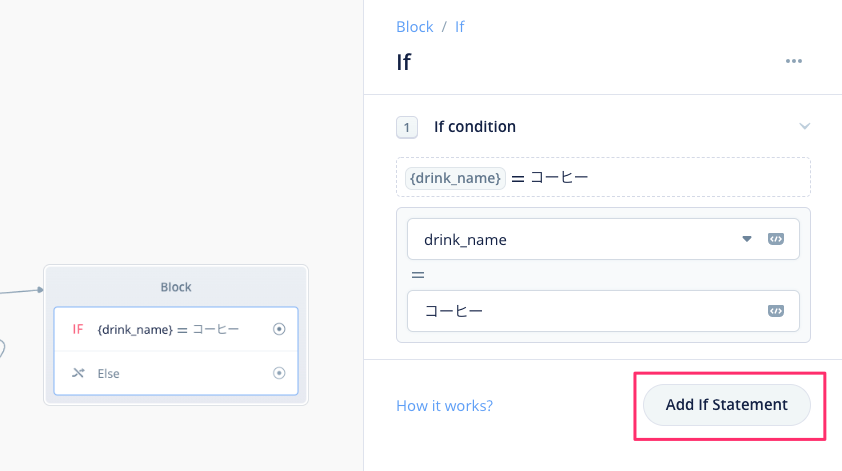 Block / If
If
1 If condition
{drink_name} = コーヒー
drink_name
=
コーヒー
Block
IF {drink_name} = コーヒー
Else
How it works?
Add If Statement